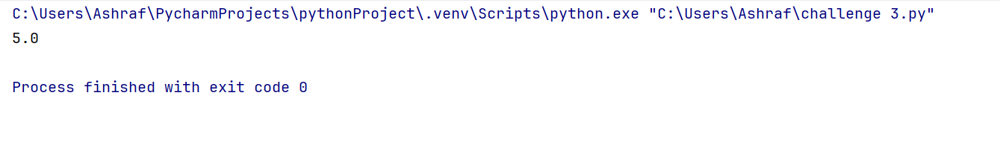 C:\Users\Ashraf\PycharmProjects\pythonProject\.venv\Scripts\python.exe "C:\Users\Ashraf\challenge 3.py"
5.0
Process finished with exit code 0